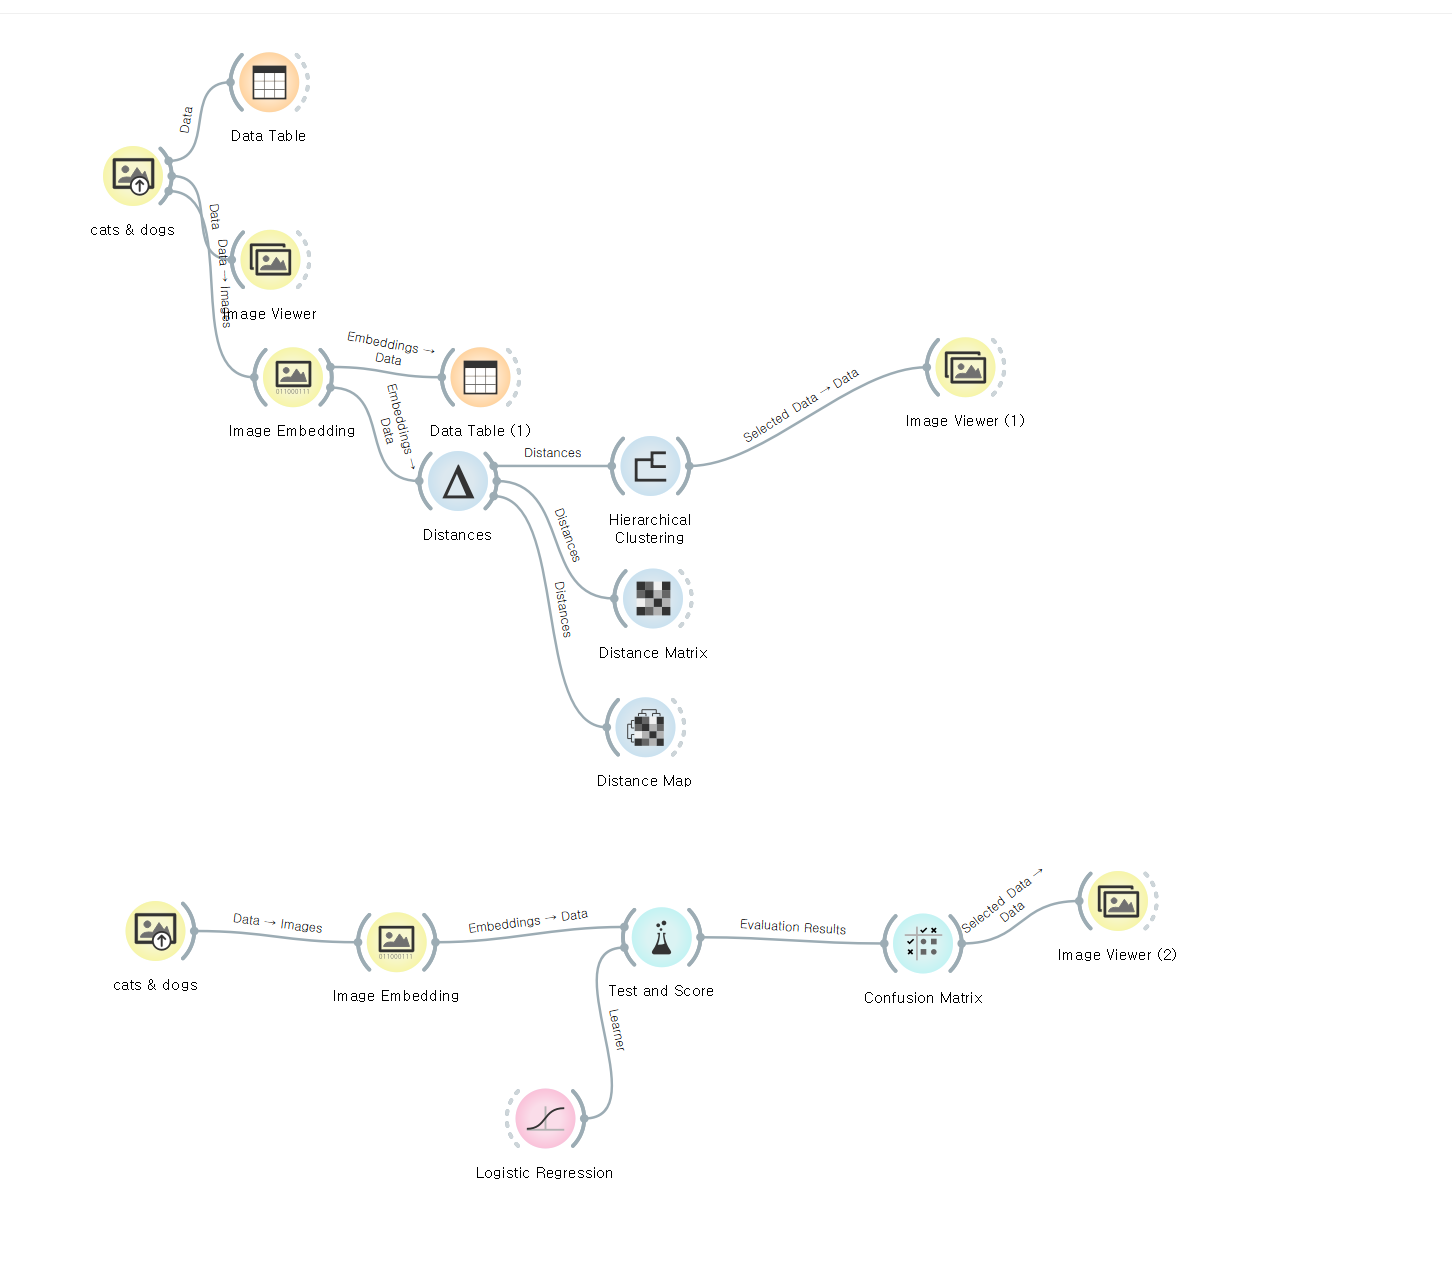 Data
Data Table
cats & dogs
Data
Data → Images
Image Viewer
Embeddings →
Data
Image Embedding
Data Table (1)
Embeddings →
Data
Distances
Distances
Hierarchical
Clustering
Selected Data → Data
Image Viewer (1)
Distances
Distance Matrix
Distances
Distance Map
cats & dogs
Data → Images
011000111
Image Embedding
Embeddings → Data
Test and Score
Learner
Logistic Regression
Evaluation Results
Confusion Matrix
Selected Data →
Data
Image Viewer (2)
011000111